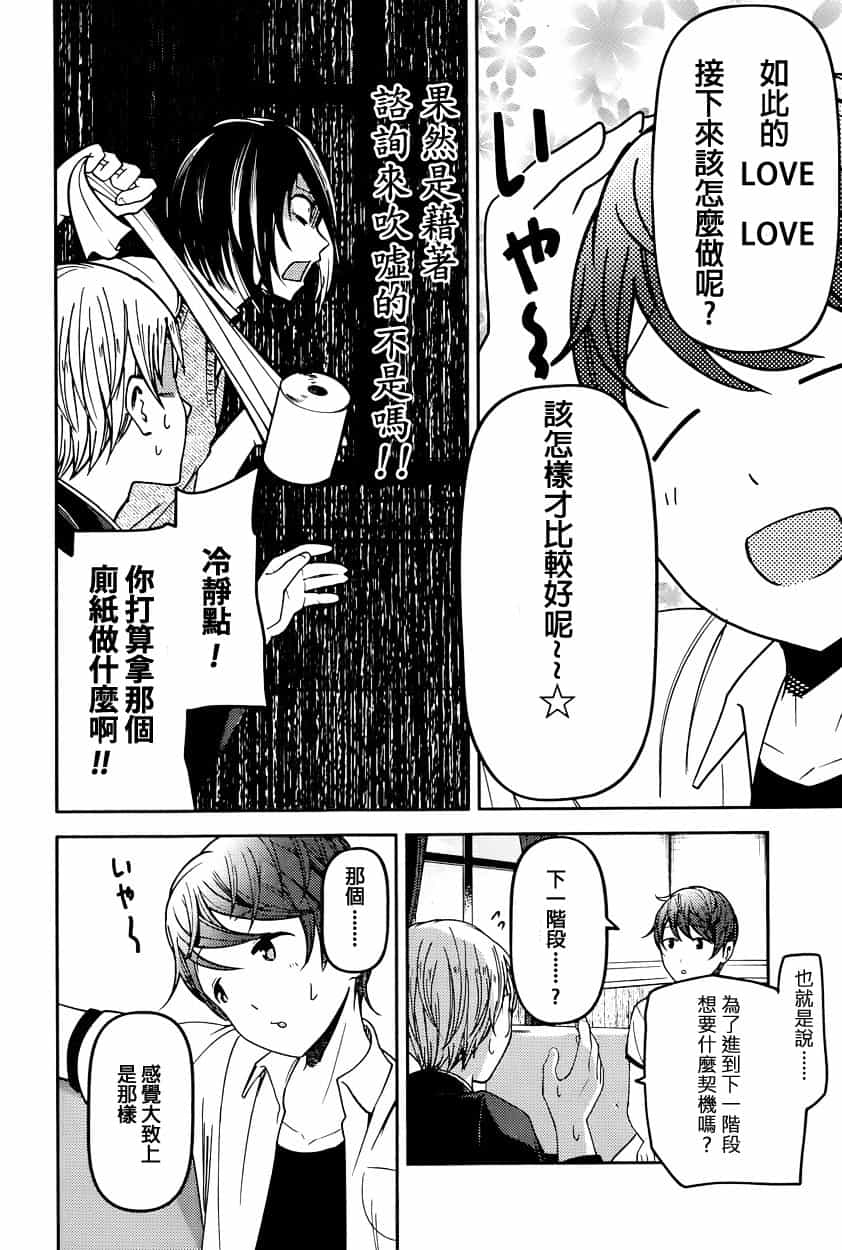 如此的
LOVE
LOVE
接下來該怎麼做呢?
いや〜
該怎樣才比較好呢~~☆
果然是藉著
諮詢來吹噓的不是嗎!!
冷靜點!
你打算拿那個
廁紙做什麼啊!!
也就是說……
為了進到下一階段
想要什麼契機嗎?
下一階段……?
那個……
いや〜
感覺大致上
是那樣